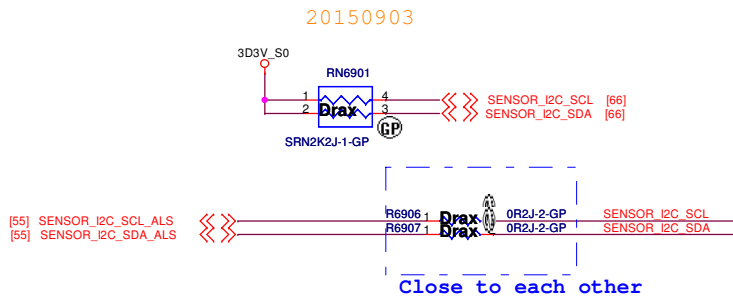 20150903
3D3V_S0
RN6901
1 4 SENSOR_I2C_SCL [66]
2 Drax 3 SENSOR_I2C_SDA [66]
GP
SRN2K2J-1-GP
[55] SENSOR_I2C_SCL_ALS R6906 1 Drax 0R2J-2-GP SENSOR_I2C_SCL
[55] SENSOR_I2C_SDA_ALS R6907 1 Drax 0R2J-2-GP SENSOR_I2C_SDA
Close to each other